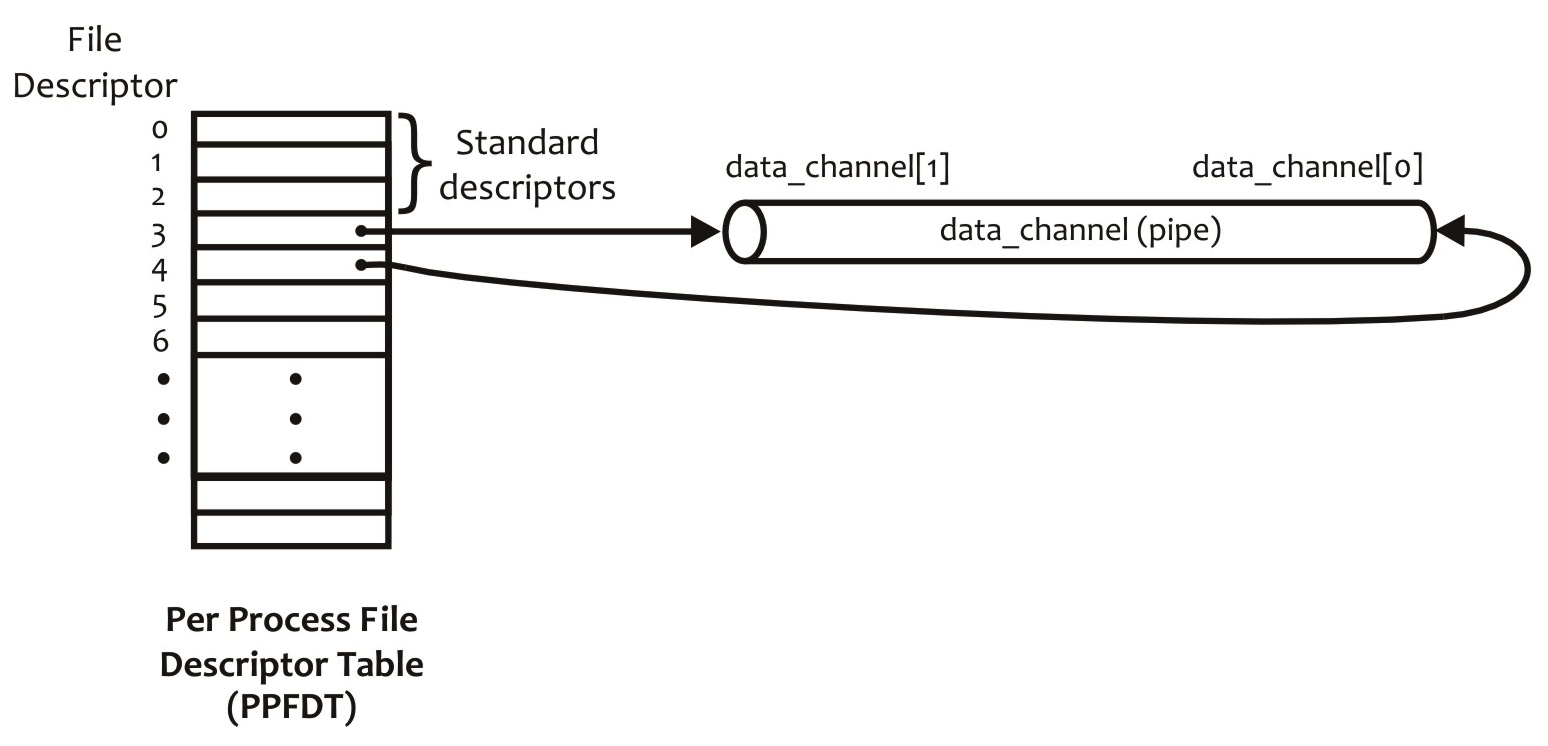 File
Descriptor
0
1
2
3
4
5
6
Standard
descriptors
data_channel[1]
data_channel[0]
data_channel (pipe)
Per Process File
Descriptor Table
(PPFDT)